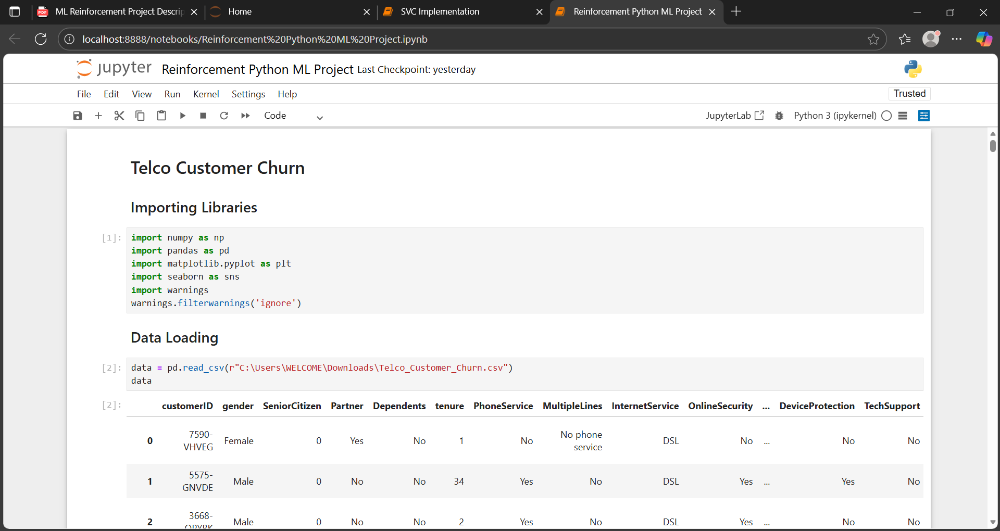 PDF ML Reinforcement Project Descrip Home SVC Implementation Reinforcement Python ML Project
localhost:8888/notebooks/Reinforcement%20Python%20ML%20Project.ipynb
jupyter Reinforcement Python ML Project Last Checkpoint: yesterday
File Edit View Run Kernel Settings Help Trusted
Code JupyterLab Python 3 (ipykernel)
Telco Customer Churn
Importing Libraries
[1]: import numpy as np
import pandas as pd
import matplotlib.pyplot as plt
import seaborn as sns
import warnings
warnings.filterwarnings('ignore')
Data Loading
[2]: data = pd.read_csv(r"C:\Users\WELCOME\Downloads\Telco_Customer_Churn.csv")
data
[2]: customerID gender SeniorCitizen Partner Dependents tenure PhoneService MultipleLines InternetService OnlineSecurity ... DeviceProtection TechSupport
0 7590-VHVEG Female 0 Yes No 1 No No phone service DSL No ... No No
1 5575-GNVDE Male 0 No No 34 Yes No DSL Yes ... Yes No
2 3668- Male 0 No No 2 Yes No DSL Yes ... No No